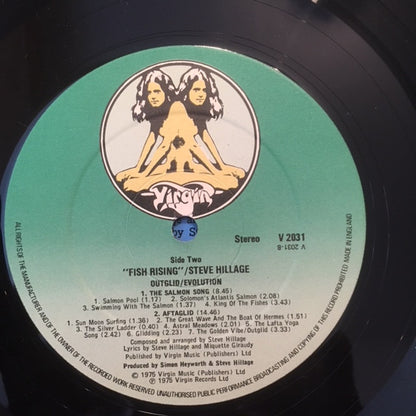 Virgin
Stereo V 2031
V 2031-B
Side Two
"FISH RISING"/STEVE HILLAGE
OUTGLID/EVOLUTION
1. THE SALMON SONG (8.45)
1. Salmon Pool (1.17) 2. Solomon's Atlantis Salmon (2.08)
3. Swimming With The Salmon (1.44) 4. King Of The Fishes (3.43)
2. AFTAGLID (14.46)
1. Sun Moon Surfing (1.36) 2. The Great Wave And The Boat Of Hermes (1.51)
3. The Silver Ladder (0.40) 4. Astral Meadows (2.01) 5. The Lafta Yoga
Song (2.42) 6. Glidding (2.23) 7. The Golden Vibe/Outglid (3.33)
Composed and arranged by Steve Hillage
Lyrics by Steve Hillage and Miquette Giraudy
Published by Virgin Music (Publishers) Ltd
Produced by Simon Heyworth & Steve Hillage
© 1975 Virgin Music (Publishers) Ltd
℗ 1975 Virgin Records Ltd
ALL RIGHTS OF THE MANUFACTURER AND OF THE OWNER OF THE RECORDED WORK RESERVED UNAUTHORISED PUBLIC PERFORMANCE BROADCASTING AND COPYING OF THIS RECORD PROHIBITED MADE IN ENGLAND